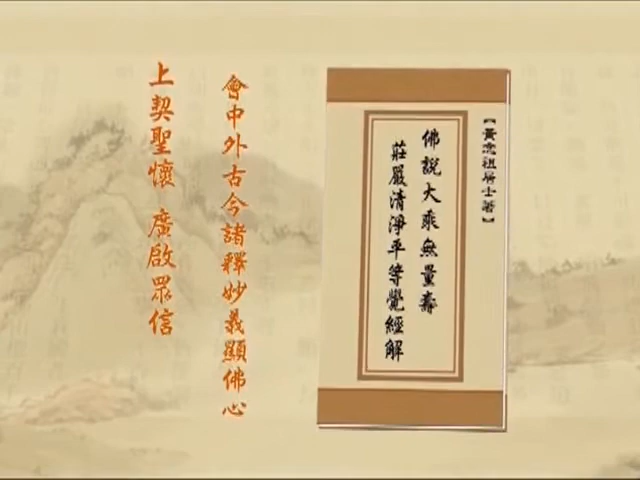 【黃念祖居士著】
佛說大乘無量壽
莊嚴清淨平等覺經解
會中外古今諸釋妙義顯佛心
上契聖懷 廣啟眾信